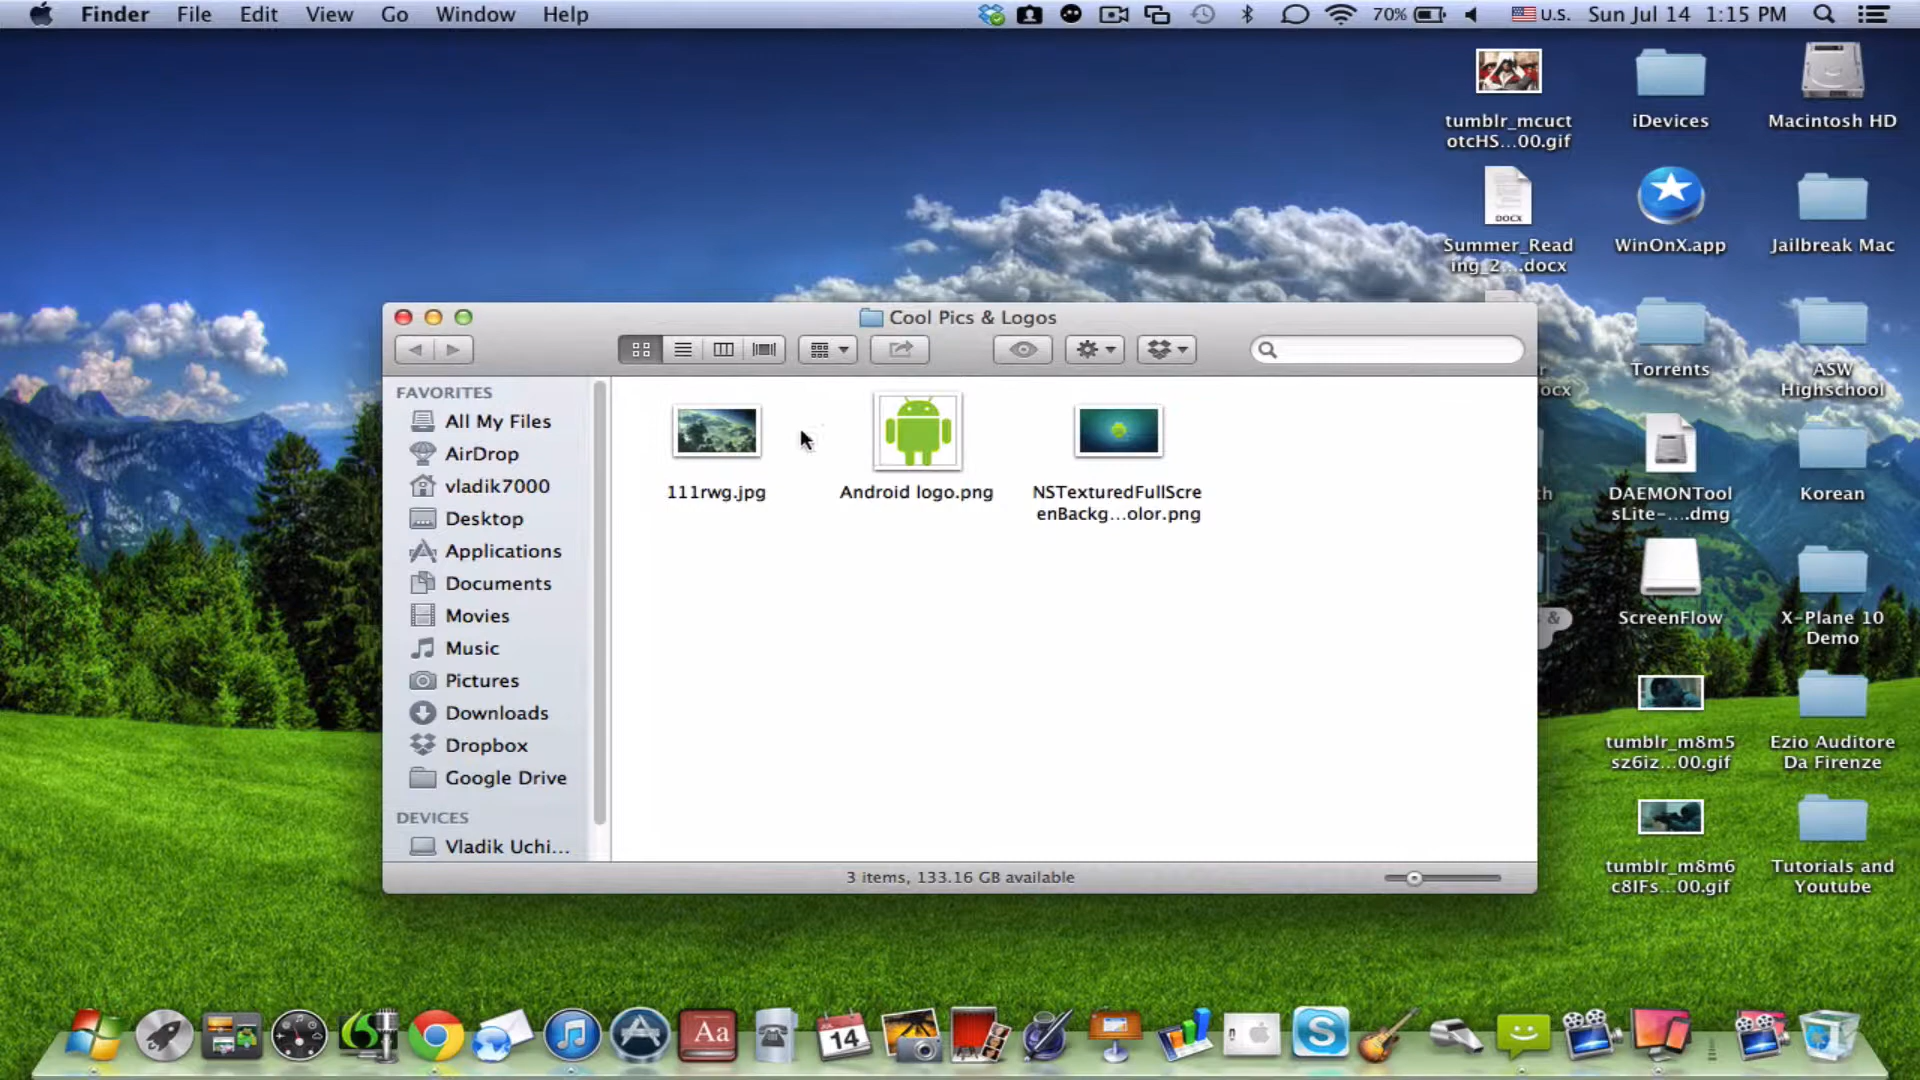 Finder File Edit View Go Window Help 70% U.S. Sun Jul 14 1:15 PM
tumblr_mcuct
otcHS...00.gif
iDevices
Macintosh HD
DOCX
Summer_Read
ing_2....docx
WinOnX.app
Jailbreak Mac
Cool Pics & Logos
Torrents
ASW
Highschool
r
ocx
FAVORITES
All My Files
AirDrop
vladik7000
Desktop
Applications
Documents
Movies
Music
Pictures
Downloads
Dropbox
Google Drive
DEVICES
Vladik Uchi...
111rwg.jpg
Android logo.png
NSTexturedFullScre
enBackg...olor.png
th
DAEMONTool
sLite-....dmg
Korean
&
ScreenFlow
X-Plane 10
Demo
tumblr_m8m5
sz6iz...00.gif
Ezio Auditore
Da Firenze
tumblr_m8m6
c8IFs...00.gif
Tutorials and
Youtube
3 items, 133.16 GB available
Aa
JUL
14
S